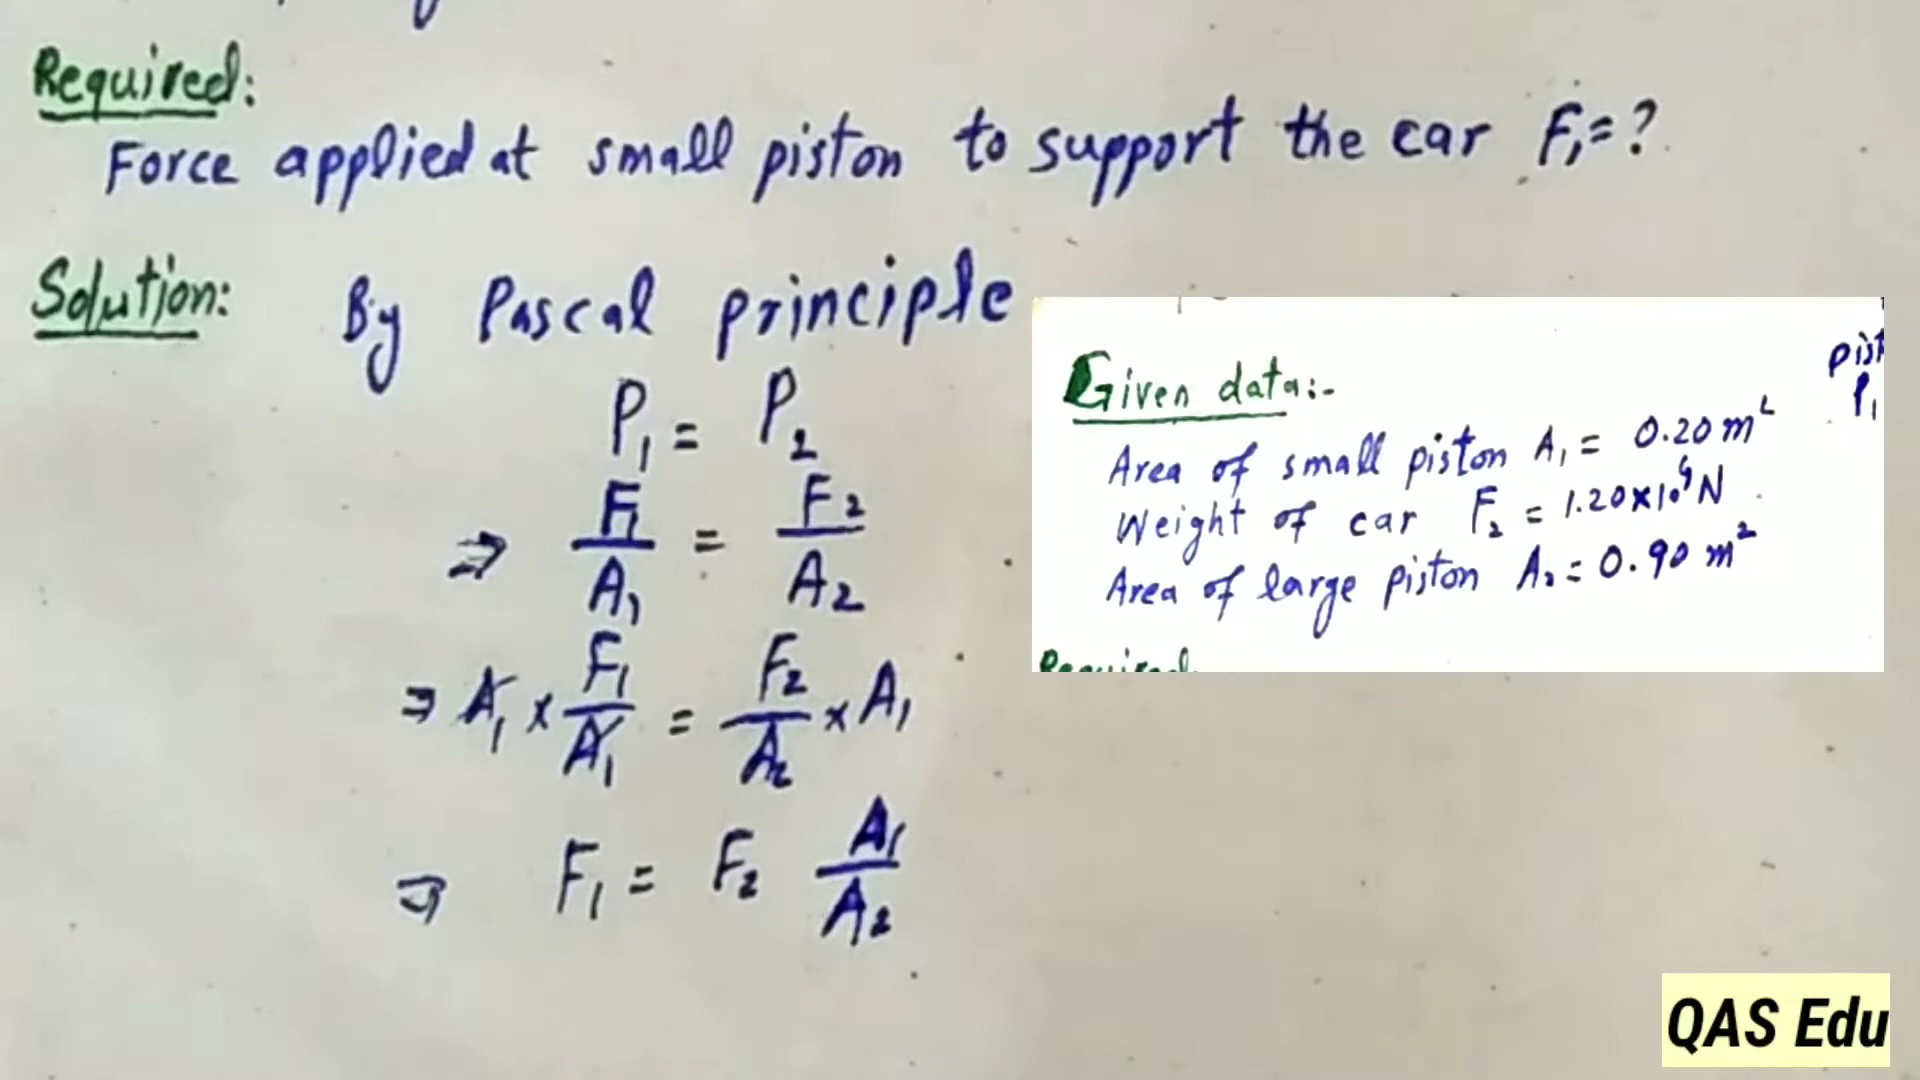 Required:
Force applied at small piston to support the car F₁=?
Solution: By Pascal principle
P₁ = P₂
⇒ F₁/A₁ = F₂/A₂
⇒ A₁ × F₁/A₁ = F₂/A₂ × A₁
⇒ F₁ = F₂ A₁/A₂
Given data:-
Area of small piston A₁ = 0.20 m²
Weight of car F₂ = 1.20×10⁴ N
Area of large piston A₂ = 0.90 m²
P₁
QAS Edu